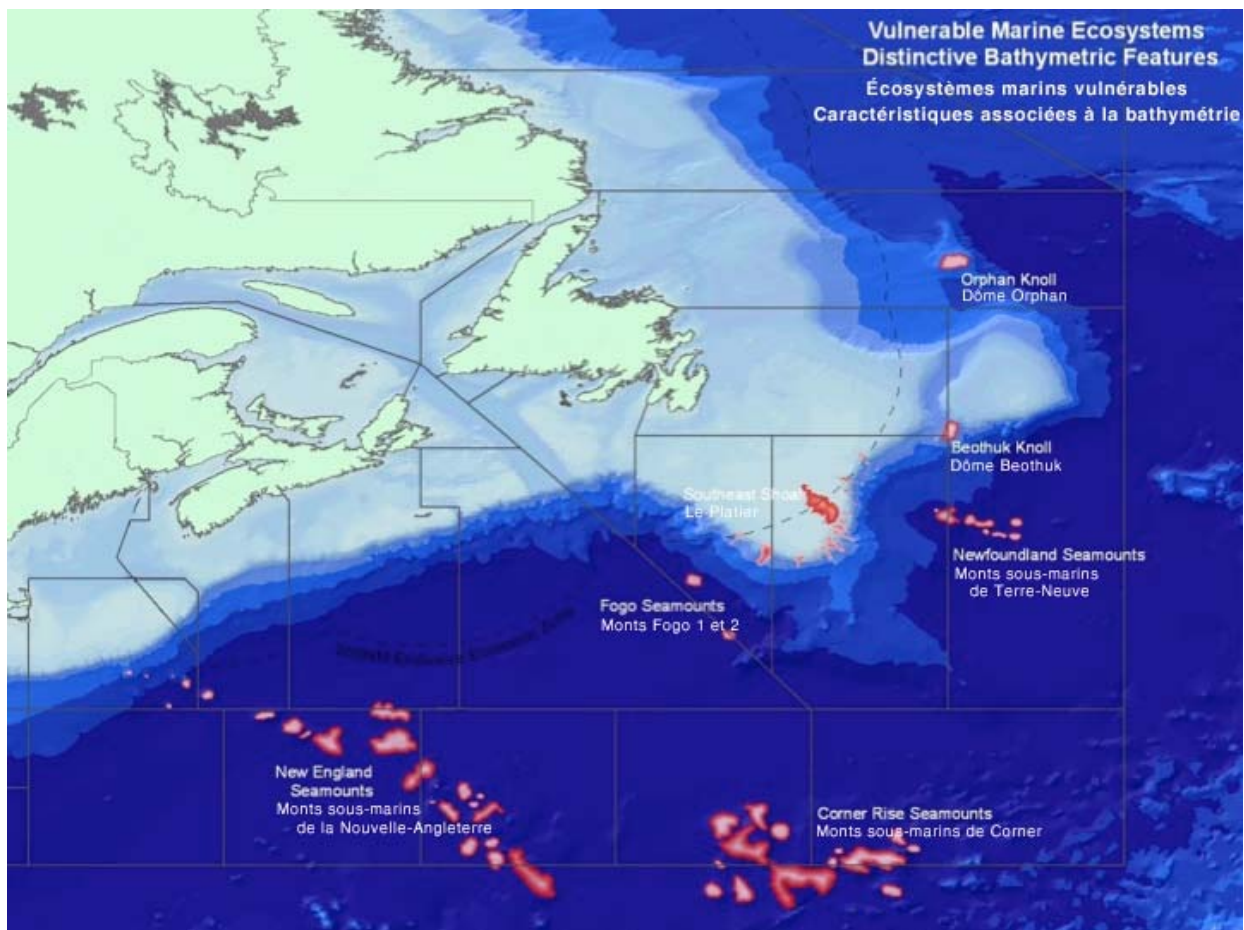 Vulnerable Marine Ecosystems
Distinctive Bathymetric Features
Écosystèmes marins vulnérables
Caractéristiques associées à la bathymétrie
Orphan Knoll
Dôme Orphan
Beothuk Knoll
Dôme Beothuk
Southeast Shoal
Le Platier
Newfoundland Seamounts
Monts sous-marins
de Terre-Neuve
Fogo Seamounts
Monts Fogo 1 et 2
New England
Seamounts
Monts sous-marins
de la Nouvelle-Angleterre
Corner Rise Seamounts
Monts sous-marins de Corner